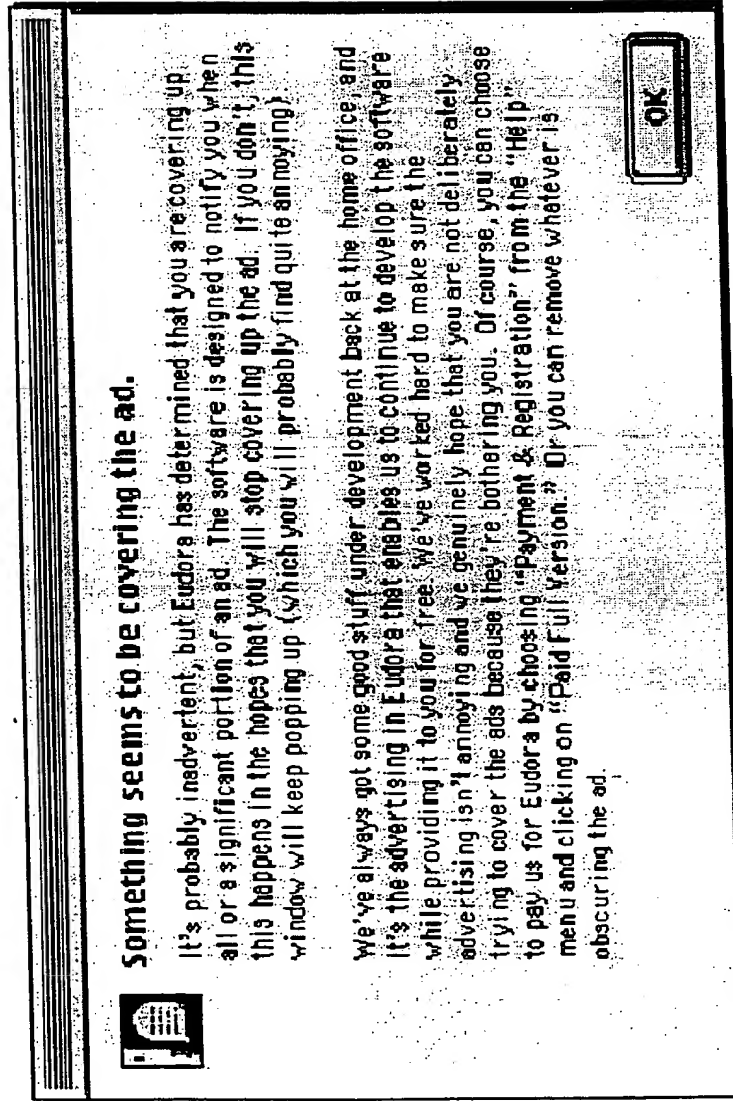 Something seems to be covering the ad.
It's probably inadvertent, but Eudora has determined that you are covering up
all or a significant portion of an ad. The software is designed to notify you when
this happens in the hopes that you will stop covering up the ad. If you don't, this
window will keep popping up (which you will probably find quite annoying).
We've always got some good stuff under development back at the home office, and
it's the advertising in Eudora that enables us to continue to develop the software
while providing it to you for free. We've worked hard to make sure the
advertising isn't annoying and we genuinely hope that you are not deliberately
trying to cover the ads because they're bothering you. Of course, you can choose
to pay us for Eudora by choosing "Payment & Registration" from the "Help"
menu and clicking on "Paid Full Version." Or you can remove whatever is
obscuring the ad.
OK